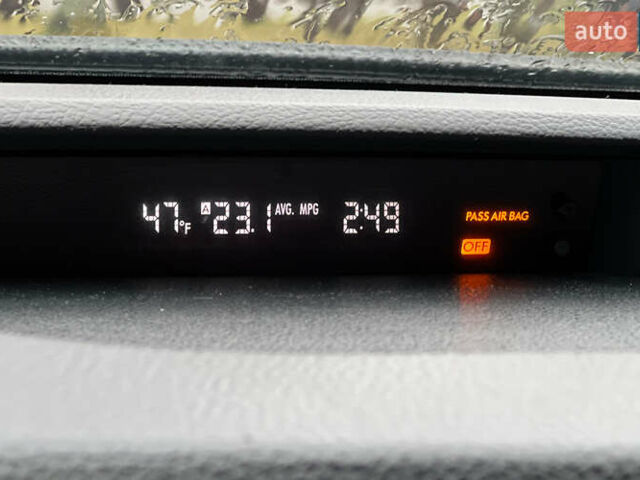 auto
47°F A 23.1 AVG. MPG 2:49
PASS AIR BAG
OFF